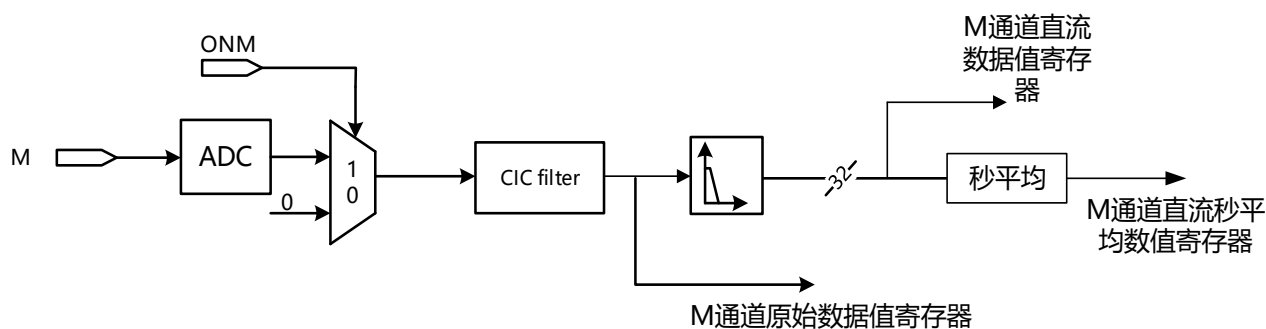 ONM
M
ADC
1
0
0
CIC filter
32
M通道直流
数据值寄存
器
秒平均
M通道直流秒平
均数值寄存器
M通道原始数据值寄存器